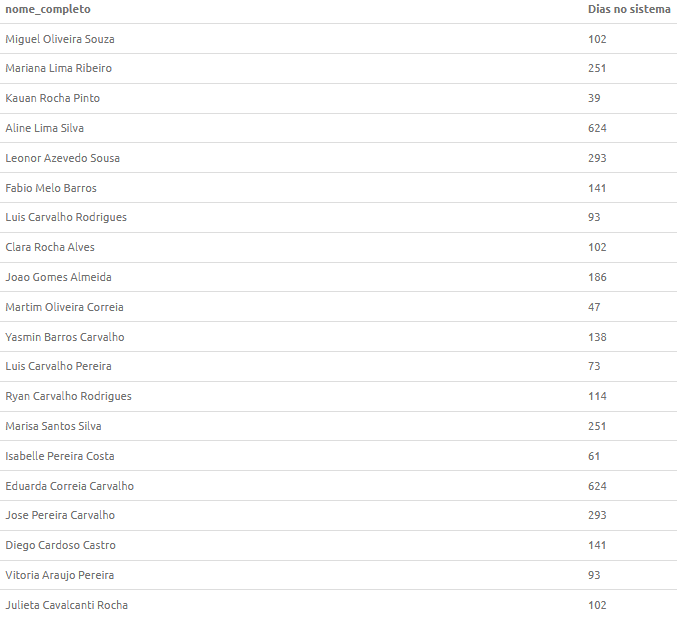 nome_completo Dias no sistema
Miguel Oliveira Souza 102
Mariana Lima Ribeiro 251
Kauan Rocha Pinto 39
Aline Lima Silva 624
Leonor Azevedo Sousa 293
Fabio Melo Barros 141
Luis Carvalho Rodrigues 93
Clara Rocha Alves 102
Joao Gomes Almeida 186
Martim Oliveira Correia 47
Yasmin Barros Carvalho 138
Luis Carvalho Pereira 73
Ryan Carvalho Rodrigues 114
Marisa Santos Silva 251
Isabelle Pereira Costa 61
Eduarda Correia Carvalho 624
Jose Pereira Carvalho 293
Diego Cardoso Castro 141
Vitoria Araujo Pereira 93
Julieta Cavalcanti Rocha 102